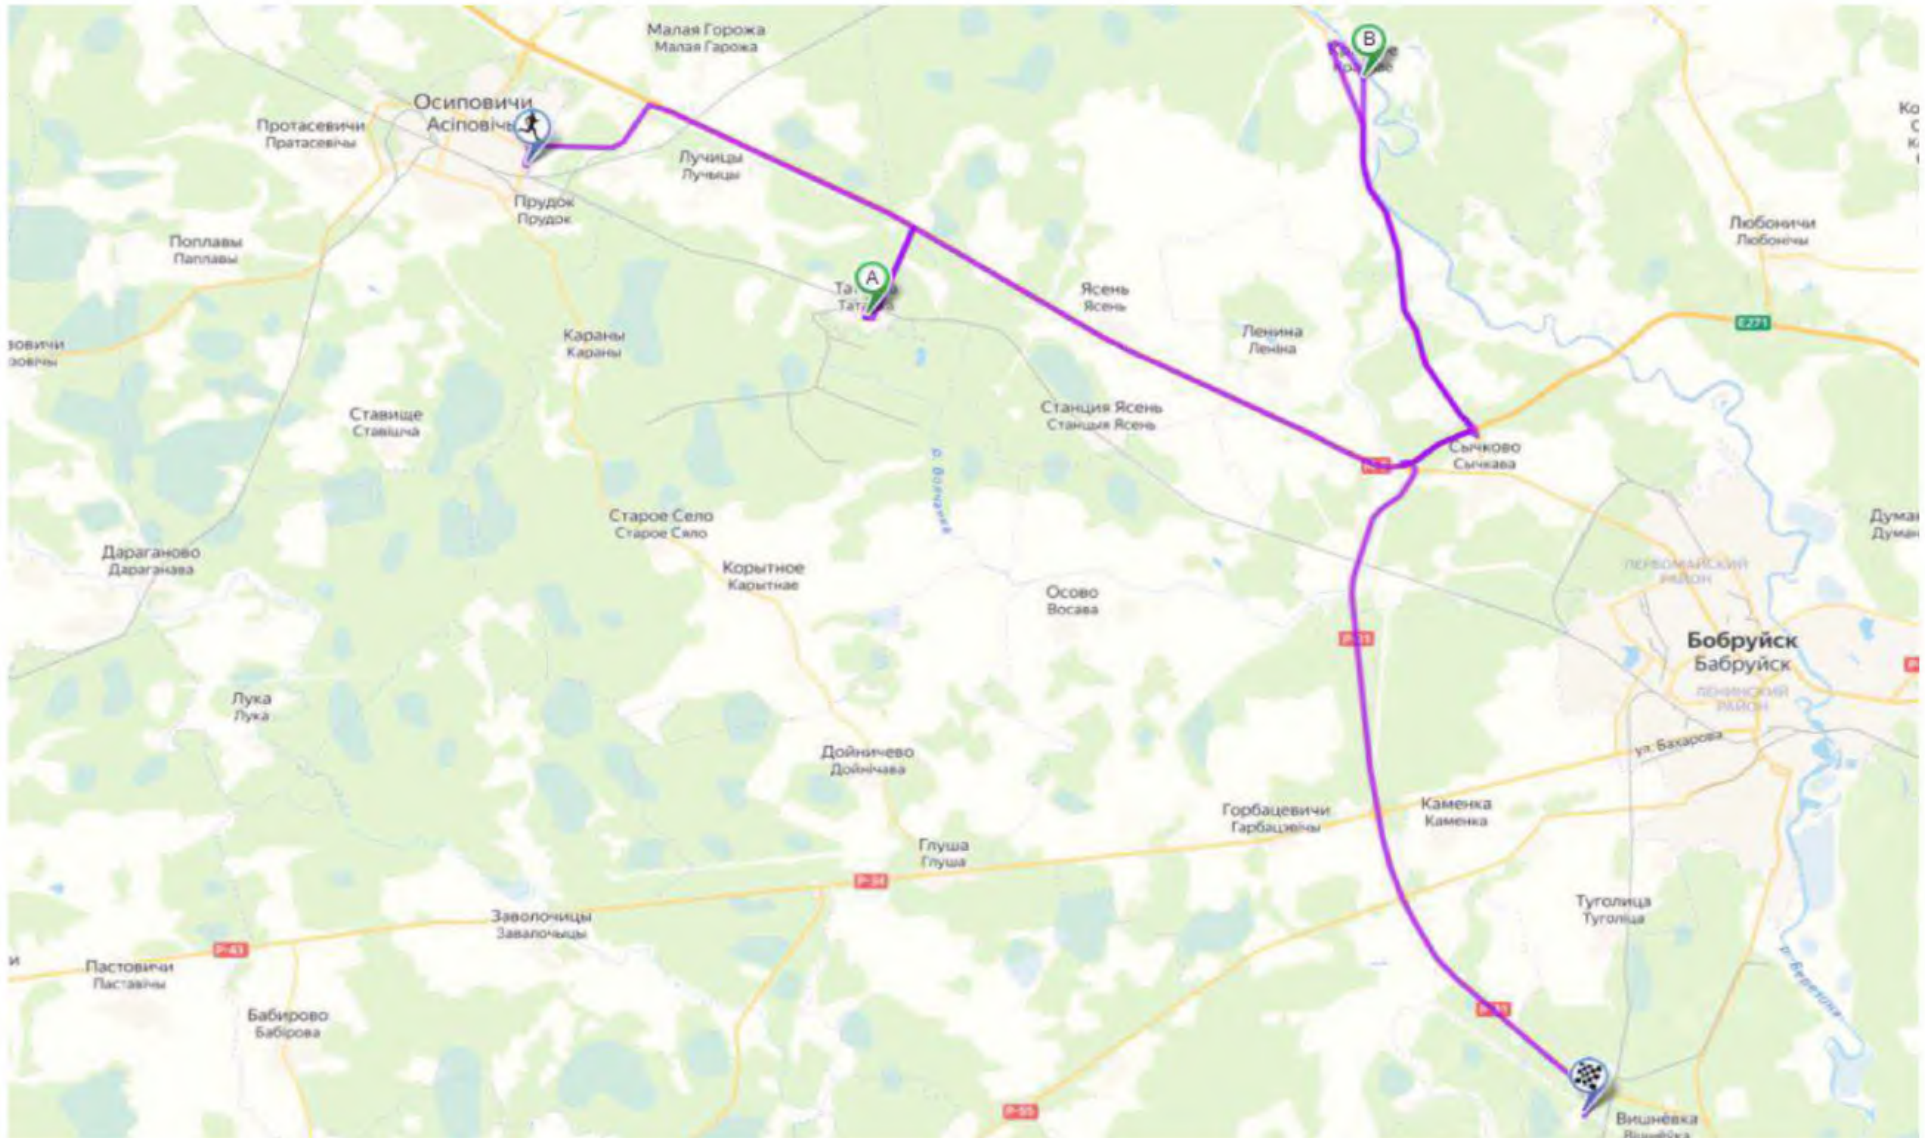 Малая Горожа
Малая Гарожа
B
Осиповичи
Протасевичи
Пратасевічы
Лучицы
Лучыцы
Прудок
Прудок
Любоничи
Любонічы
Поплавы
Паплавы
A
Ясень
Ясень
E271
Караны
Караны
Ленина
Леніна
Ставище
Ставішча
Станция Ясень
Станцыя Ясень
Сычково
Сычкава
р. Волчанка
Старое Село
Старое Сяло
Дараганово
Дараганава
Корытное
Карытнае
Осово
Восава
ПЕРВОМАЙСКИЙ
РАЙОН
Бобруйск
Бабруйск
ЛЕНИНСКИЙ
РАЙОН
Лука
Лука
ул. Бахарова
Дойничево
Дойнічава
Горбацевичи
Гарбацэвічы
Каменка
Каменка
Глуша
Глуша
Р-34
Заволочицы
Завалочыцы
Туголица
Туголіца
Р-43
Пастовичи
Паставічы
р. Березина
Бабирово
Бабірова
Р-55
Вишнёвка